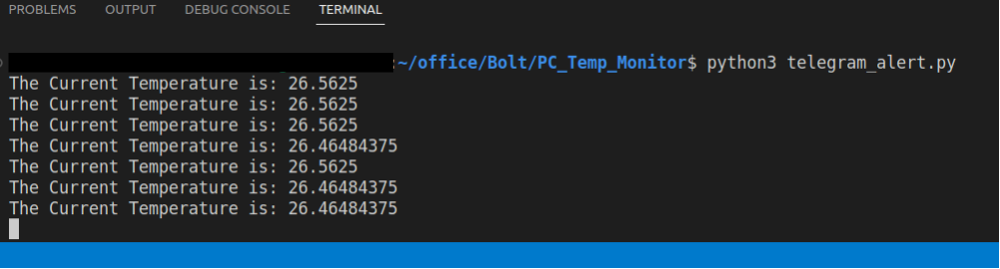 PROBLEMS OUTPUT DEBUG CONSOLE TERMINAL
:~/office/Bolt/PC_Temp_Monitor$ python3 telegram_alert.py
The Current Temperature is: 26.5625
The Current Temperature is: 26.5625
The Current Temperature is: 26.5625
The Current Temperature is: 26.46484375
The Current Temperature is: 26.5625
The Current Temperature is: 26.46484375
The Current Temperature is: 26.46484375